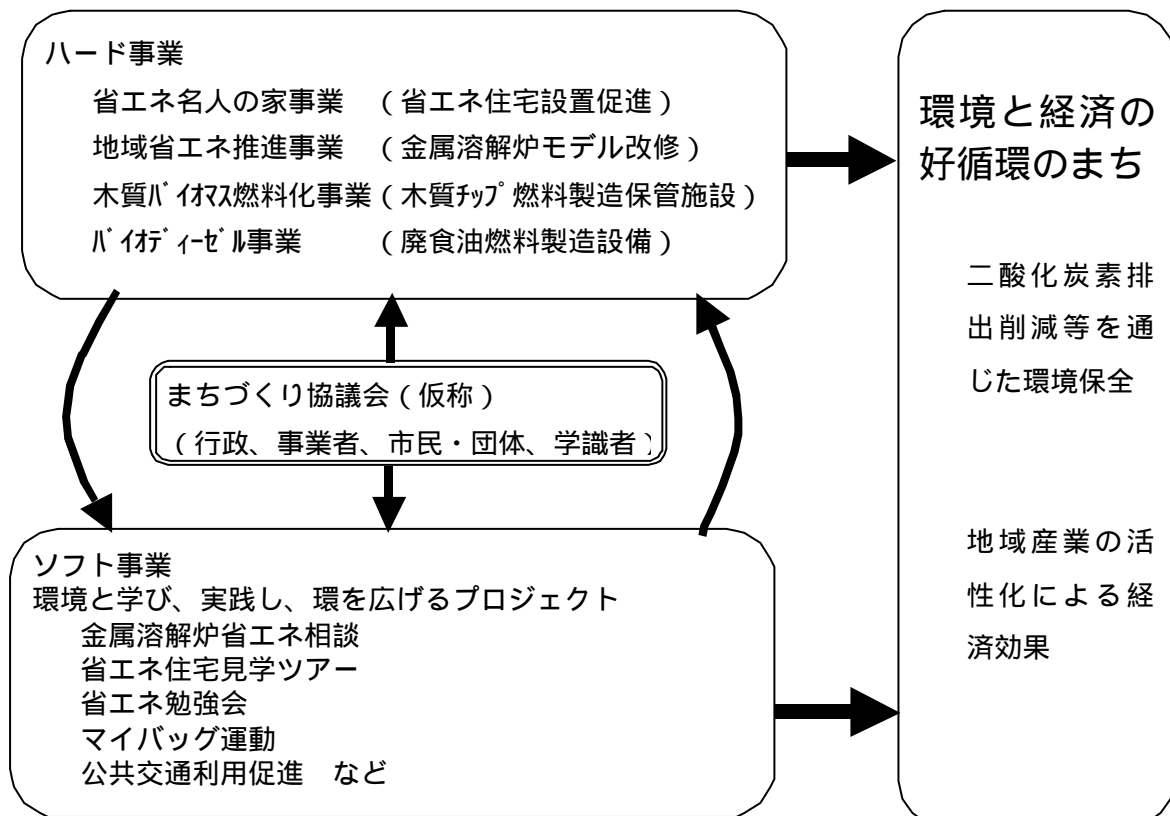 ハード事業
省エネ名人の家事業 (省エネ住宅設置促進)
地域省エネ推進事業 (金属溶解炉モデル改修)
木質ﾊﾞｲｵﾏｽ燃料化事業(木質ﾁｯﾌﾟ燃料製造保管施設)
ﾊﾞｲｵﾃﾞｨｰｾﾞﾙ事業 (廃食油燃料製造設備)
まちづくり協議会(仮称)
(行政、事業者、市民・団体、学識者)
ソフト事業
環境と学び、実践し、環を広げるプロジェクト
金属溶解炉省エネ相談
省エネ住宅見学ツアー
省エネ勉強会
マイバッグ運動
公共交通利用促進 など
環境と経済の
好循環のまち
二酸化炭素排
出削減等を通
じた環境保全
地域産業の活
性化による経
済効果